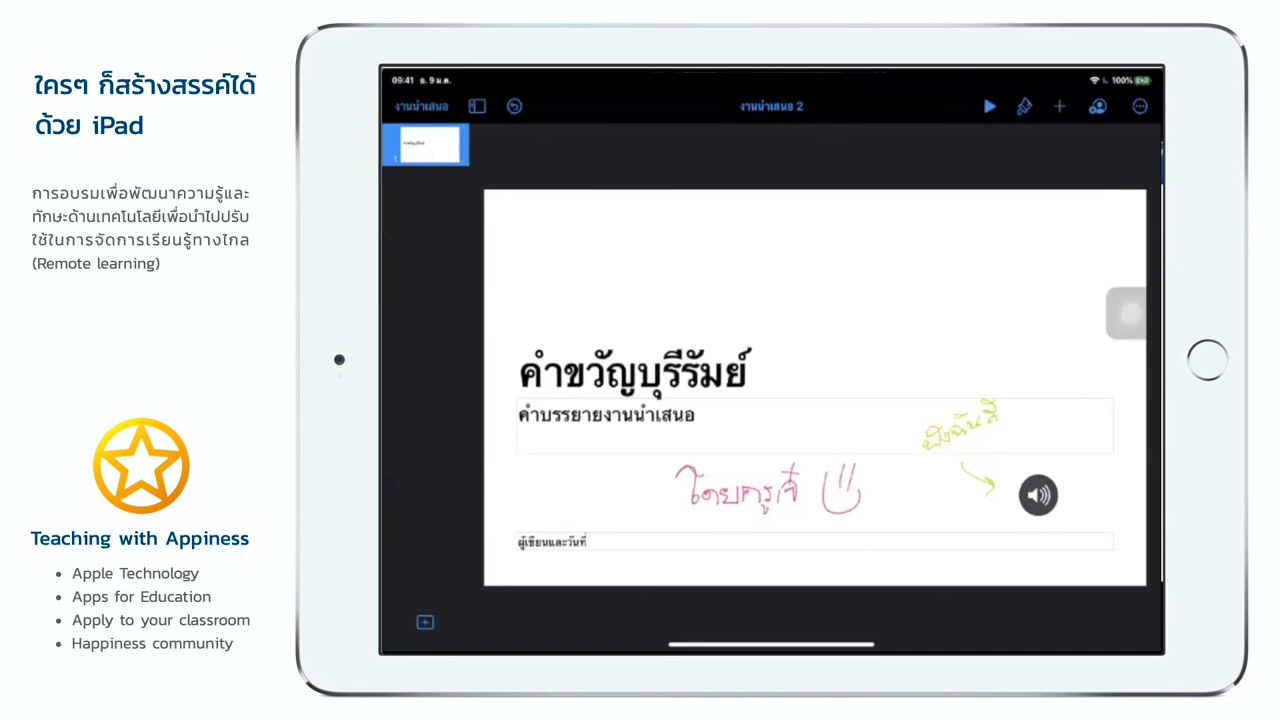 ใครๆ ก็สร้างสรรค์ได้
ด้วย iPad
การอบรมเพื่อพัฒนาความรู้และ
ทักษะด้านเทคโนโลยีเพื่อนำไปปรับ
ใช้ในการจัดการเรียนรู้ทางไกล
(Remote learning)
Teaching with Appiness
• Apple Technology
• Apps for Education
• Apply to your classroom
• Happiness community
09:41 อ. 9 ม.ค.
100%
งานนำเสนอ
งานนำเสนอ 2
1
คำขวัญบุรีรัมย์
คำบรรยายงานนำเสนอ
โดยครูเจี๋
ผู้เขียนและวันที่